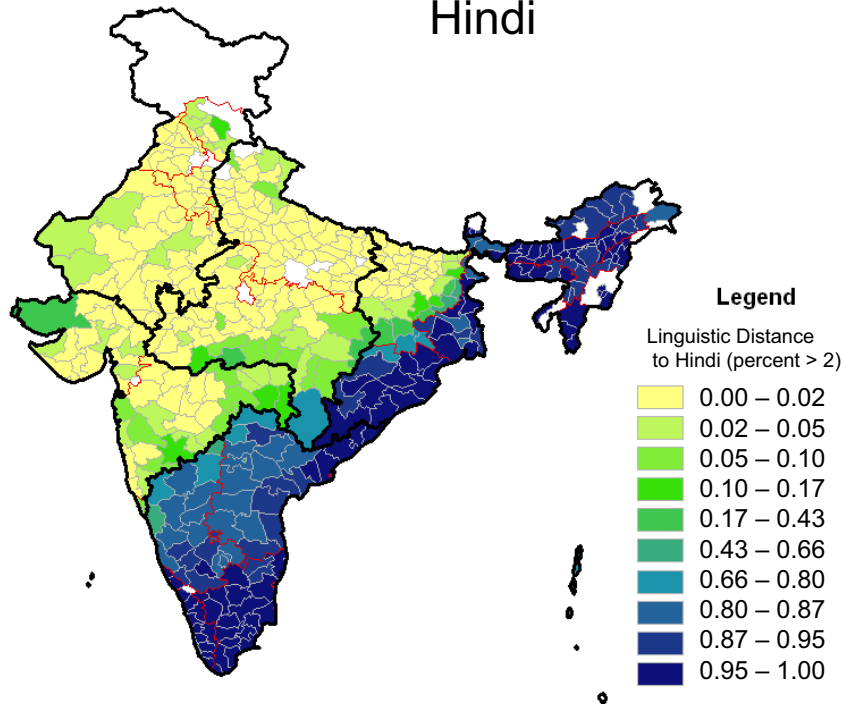 Hindi
Legend
Linguistic Distance
to Hindi (percent > 2)
0.00 – 0.02
0.02 – 0.05
0.05 – 0.10
0.10 – 0.17
0.17 – 0.43
0.43 – 0.66
0.66 – 0.80
0.80 – 0.87
0.87 – 0.95
0.95 – 1.00